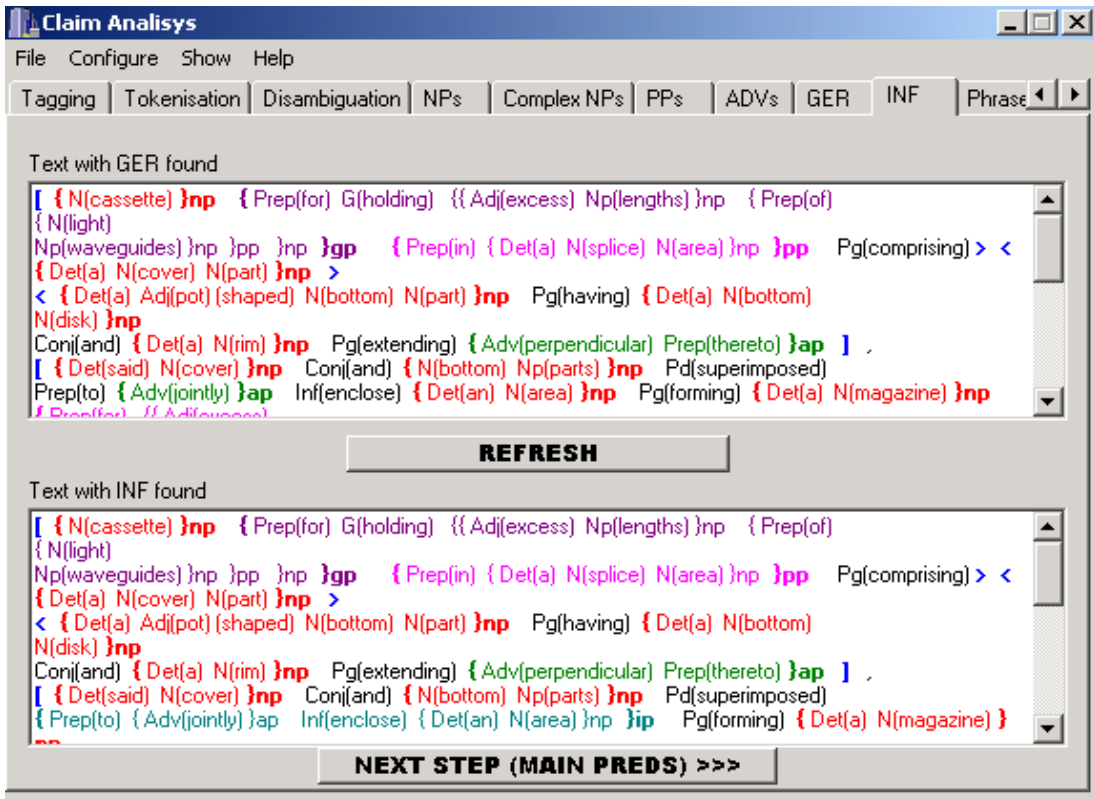 Claim Analisys
File Configure Show Help
Tagging Tokenisation Disambiguation NPs Complex NPs PPs ADVs GER INF Phrase
Text with GER found
[ { N(cassette) }np { Prep(for) G(holding) {{ Adj(excess) Np(lengths) }np { Prep(of)
{ N(light)
Np(waveguides) }np }pp }np }gp { Prep(in) { Det(a) N(splice) N(area) }np }pp Pg(comprising) > <
{ Det(a) N(cover) N(part) }np >
< { Det(a) Adj(pot) (shaped) N(bottom) N(part) }np Pg(having) { Det(a) N(bottom)
N(disk) }np
Conj(and) { Det(a) N(rim) }np Pg(extending) { Adv(perpendicular) Prep(thereto) }ap ] ,
[ { Det(said) N(cover) }np Conj(and) { N(bottom) Np(parts) }np Pd(superimposed)
Prep(to) { Adv(jointly) }ap Inf(enclose) { Det(an) N(area) }np Pg(forming) { Det(a) N(magazine) }np
{ Prep(for) {{ Adj(excess)
REFRESH
Text with INF found
[ { N(cassette) }np { Prep(for) G(holding) {{ Adj(excess) Np(lengths) }np { Prep(of)
{ N(light)
Np(waveguides) }np }pp }np }gp { Prep(in) { Det(a) N(splice) N(area) }np }pp Pg(comprising) > <
{ Det(a) N(cover) N(part) }np >
< { Det(a) Adj(pot) (shaped) N(bottom) N(part) }np Pg(having) { Det(a) N(bottom)
N(disk) }np
Conj(and) { Det(a) N(rim) }np Pg(extending) { Adv(perpendicular) Prep(thereto) }ap ] ,
[ { Det(said) N(cover) }np Conj(and) { N(bottom) Np(parts) }np Pd(superimposed)
{ Prep(to) { Adv(jointly) }ap Inf(enclose) { Det(an) N(area) }np }ip Pg(forming) { Det(a) N(magazine) }
np
NEXT STEP (MAIN PREDS) >>>